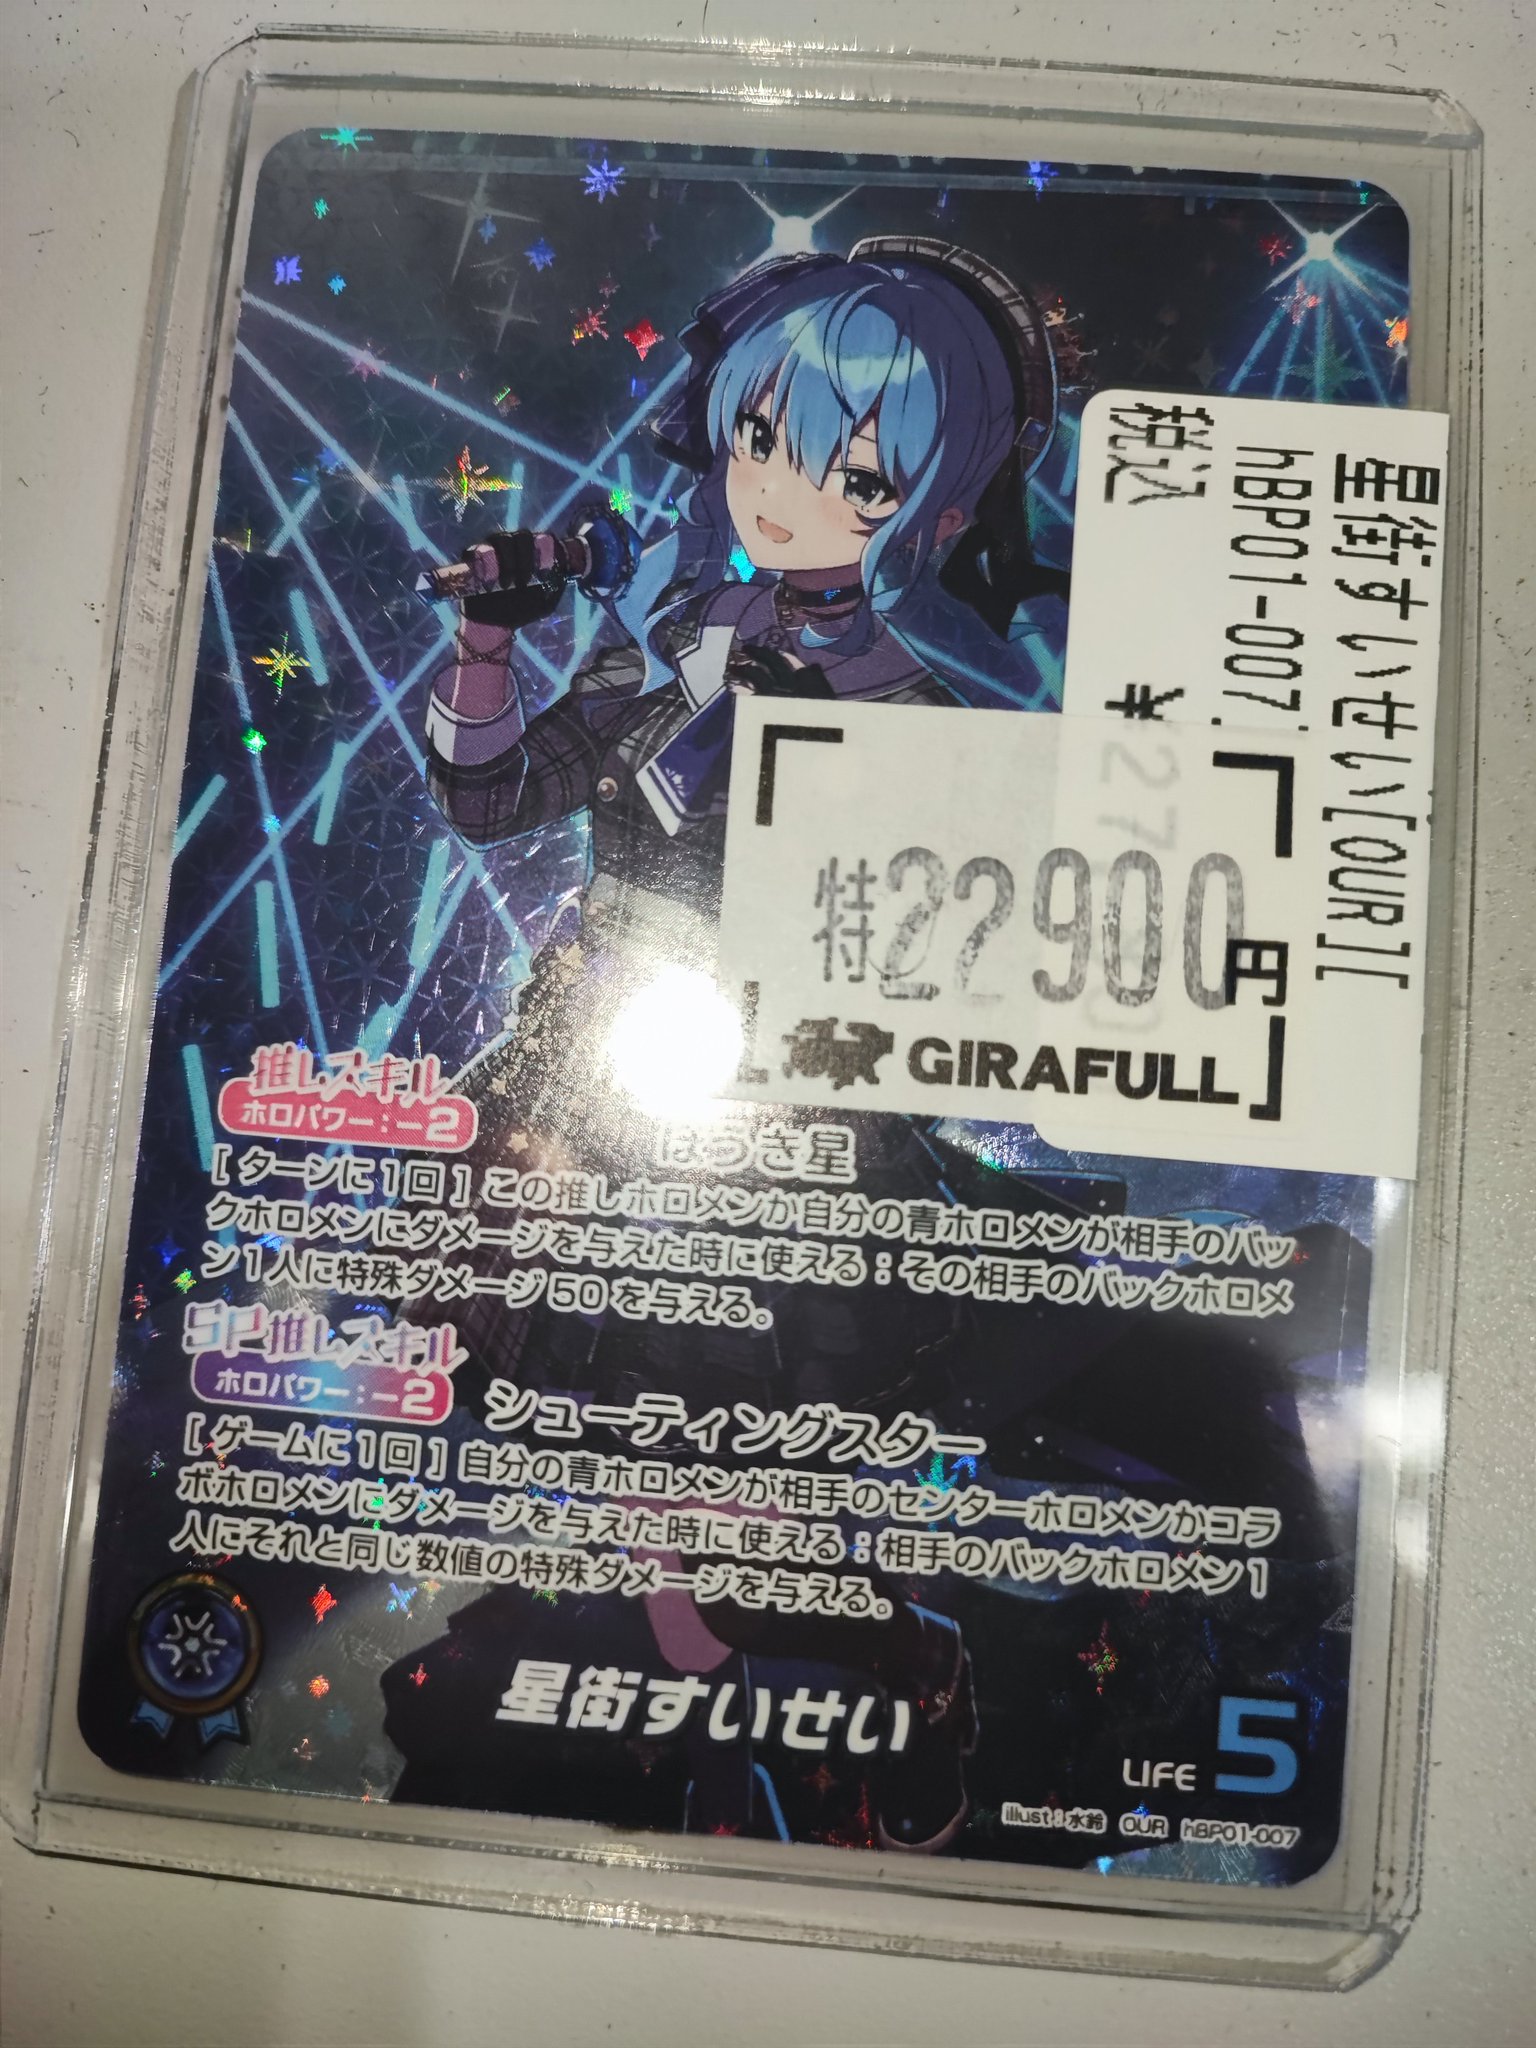 星街すいせい[OUR][
hBP01-007
税込 ¥27
特付 22900円
GIRAFULL
推しスキル
ホロパワー：−2
ほうき星
[ ターンに１回 ] この推しホロメンか自分の青ホロメンが相手のバッ
クホロメンにダメージを与えた時に使える：その相手のバックホロメ
ン１人に特殊ダメージ 50 を与える。
SP推しスキル
ホロパワー：−2
シューティングスター
[ ゲームに１回 ] 自分の青ホロメンが相手のセンターホロメンかコラ
ボホロメンにダメージを与えた時に使える：相手のバックホロメン１
人にそれと同じ数値の特殊ダメージを与える。
星街すいせい
LIFE 5
illust：水鈴 OUR hBP01-007